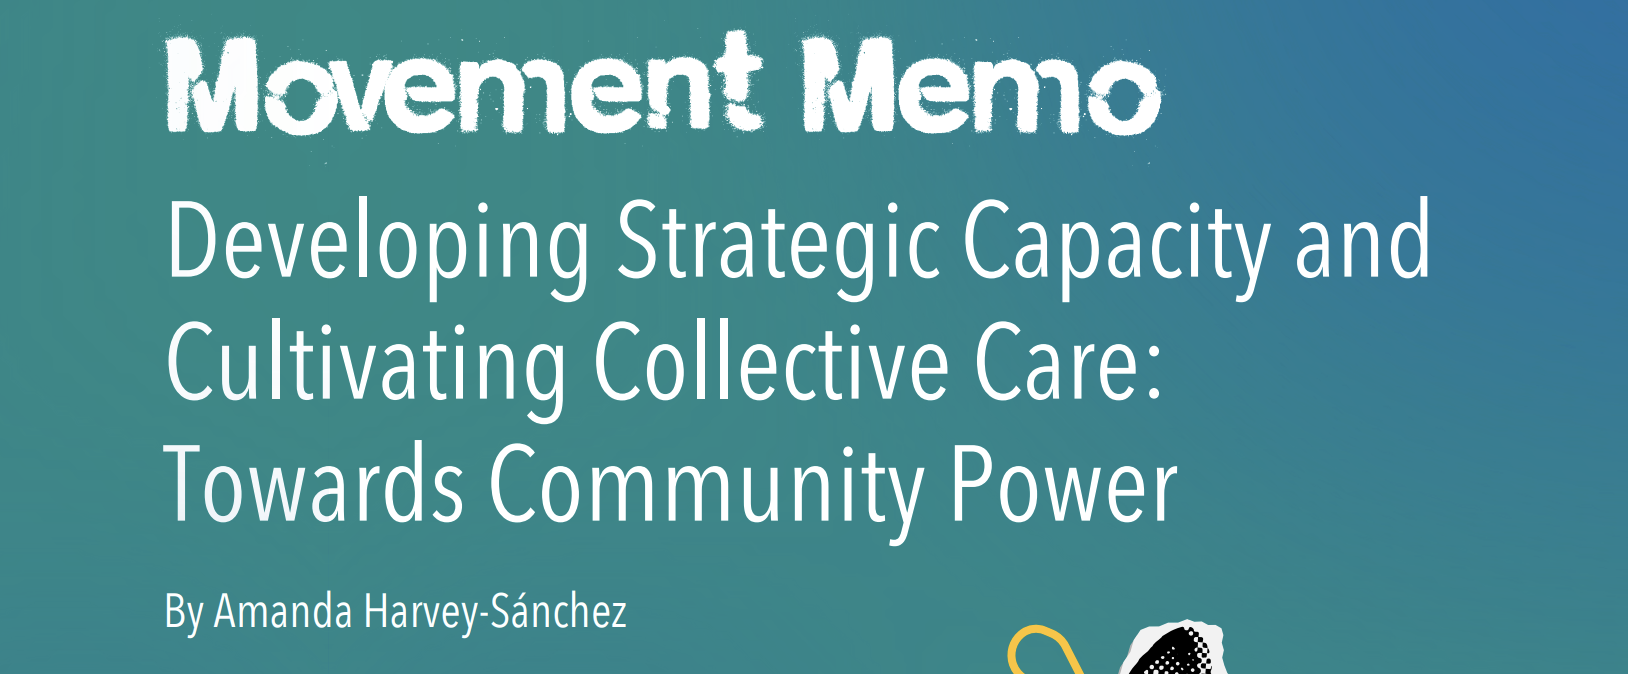 Movement Memo
Developing Strategic Capacity and
Cultivating Collective Care:
Towards Community Power
By Amanda Harvey-Sánchez